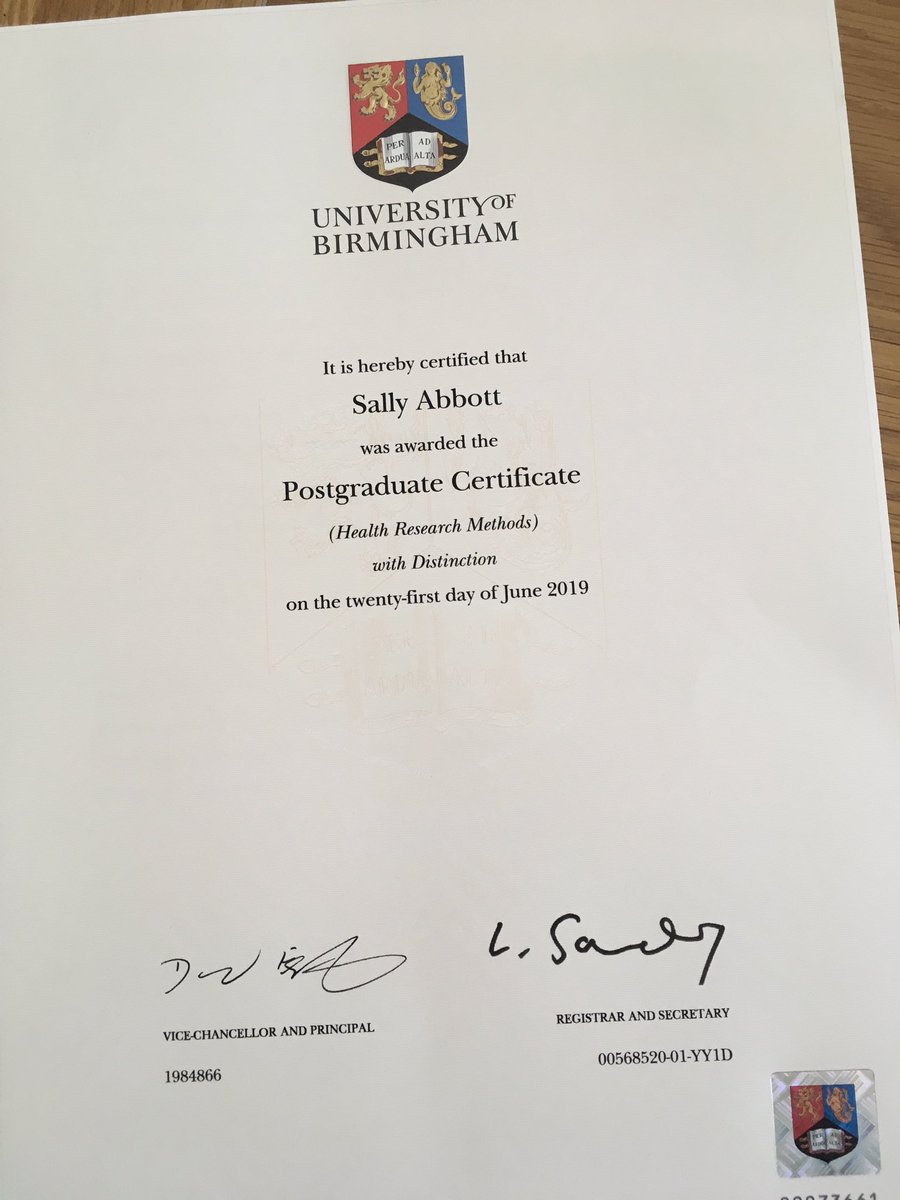 PER AD
ARDUA ALTA
UNIVERSITY OF
BIRMINGHAM
It is hereby certified that
Sally Abbott
was awarded the
Postgraduate Certificate
(Health Research Methods)
with Distinction
on the twenty-first day of June 2019
L. Sandy
VICE-CHANCELLOR AND PRINCIPAL
REGISTRAR AND SECRETARY
1984866
00568520-01-YY1D